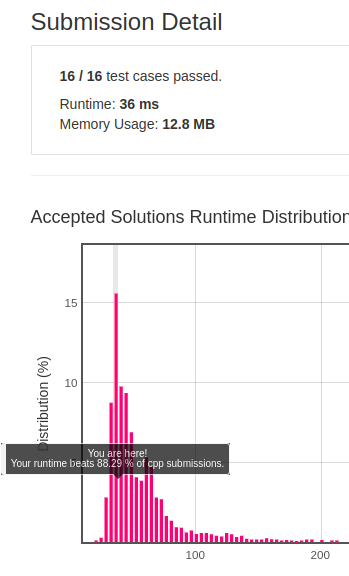 Submission Detail
16 / 16 test cases passed.
Runtime: 36 ms
Memory Usage: 12.8 MB
Accepted Solutions Runtime Distribution
Distribution (%)
15
10
You are here!
Your runtime beats 88.29 % of cpp submissions.
100
200